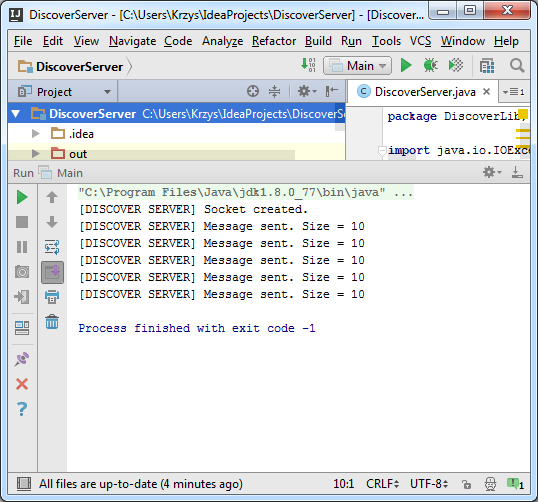 DiscoverServer - [C:\Users\Krzys\IdeaProjects\DiscoverServer] - [Discover...
File Edit View Navigate Code Analyze Refactor Build Run Tools VCS Window Help
DiscoverServer Main
Project DiscoverServer.java
DiscoverServer C:\Users\Krzys\IdeaProjects\DiscoverSe
.idea
out
package DiscoverLib
import java.io.IOExce
Run Main
"C:\Program Files\Java\jdk1.8.0_77\bin\java" ...
[DISCOVER SERVER] Socket created.
[DISCOVER SERVER] Message sent. Size = 10
[DISCOVER SERVER] Message sent. Size = 10
[DISCOVER SERVER] Message sent. Size = 10
[DISCOVER SERVER] Message sent. Size = 10
[DISCOVER SERVER] Message sent. Size = 10
Process finished with exit code -1
All files are up-to-date (4 minutes ago) 10:1 CRLF UTF-8 1